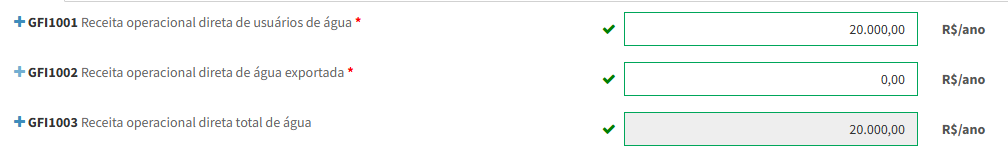 GFI1001 Receita operacional direta de usuários de água * 20.000,00 R$/ano
GFI1002 Receita operacional direta de água exportada * 0,00 R$/ano
GFI1003 Receita operacional direta total de água 20.000,00 R$/ano